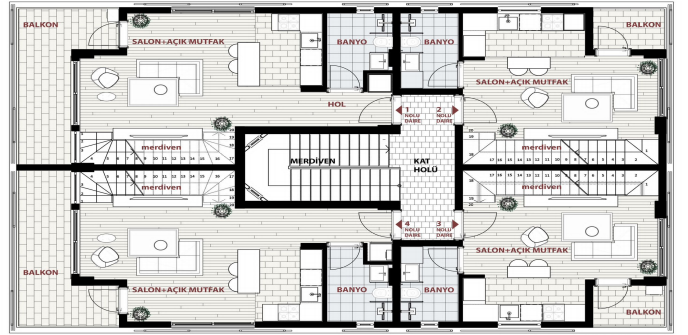 BALKON
SALON+AÇIK MUTFAK
BANYO
BANYO
BALKON
SALON+AÇIK MUTFAK
HOL
1 NOLU DAİRE
2 NOLU DAİRE
merdiven
MERDİVEN
KAT HOLÜ
merdiven
merdiven
merdiven
4 NOLU DAİRE
3 NOLU DAİRE
SALON+AÇIK MUTFAK
BALKON
SALON+AÇIK MUTFAK
BANYO
BANYO
BALKON